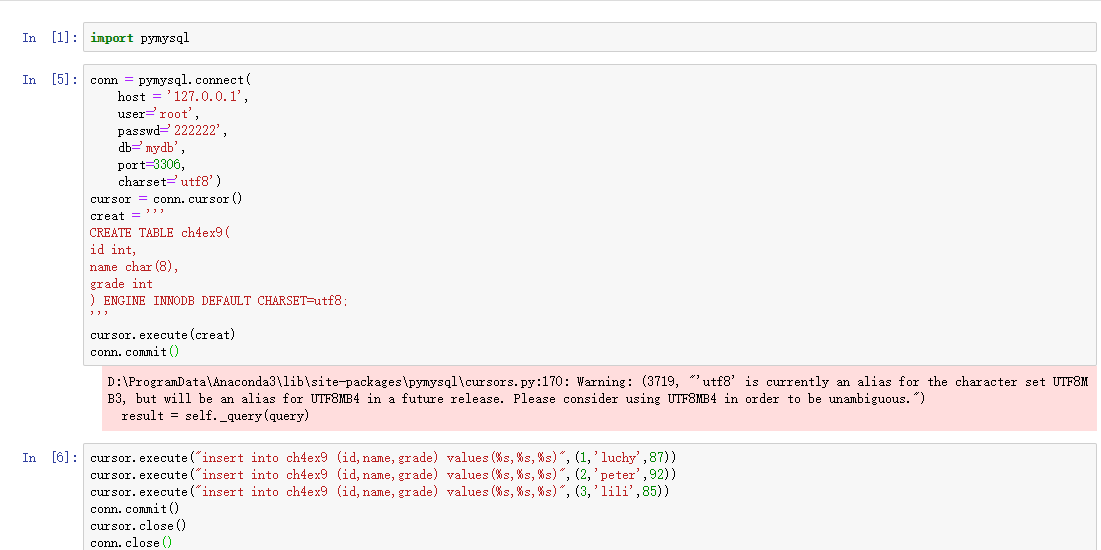 In [1]: import pymysql
In [5]: conn = pymysql.connect(
host = '127.0.0.1',
user='root',
passwd='222222',
db='mydb',
port=3306,
charset='utf8')
cursor = conn.cursor()
creat = '''
CREATE TABLE ch4ex9(
id int,
name char(8),
grade int
) ENGINE INNODB DEFAULT CHARSET=utf8;
'''
cursor.execute(creat)
conn.commit()
D:\ProgramData\Anaconda3\lib\site-packages\pymysql\cursors.py:170: Warning: (3719, "'utf8' is currently an alias for the character set UTF8M
B3, but will be an alias for UTF8MB4 in a future release. Please consider using UTF8MB4 in order to be unambiguous.")
result = self._query(query)
In [6]: cursor.execute("insert into ch4ex9 (id,name,grade) values(%s,%s,%s)",(1,'luchy',87))
cursor.execute("insert into ch4ex9 (id,name,grade) values(%s,%s,%s)",(2,'peter',92))
cursor.execute("insert into ch4ex9 (id,name,grade) values(%s,%s,%s)",(3,'lili',85))
conn.commit()
cursor.close()
conn.close()